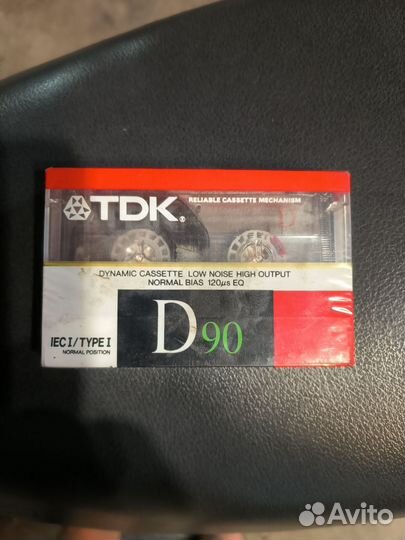 TDK®
RELIABLE CASSETTE MECHANISM
DYNAMIC CASSETTE LOW NOISE HIGH OUTPUT
NORMAL BIAS 120μs EQ
IEC I/TYPE I
NORMAL POSITION
D90
Avito